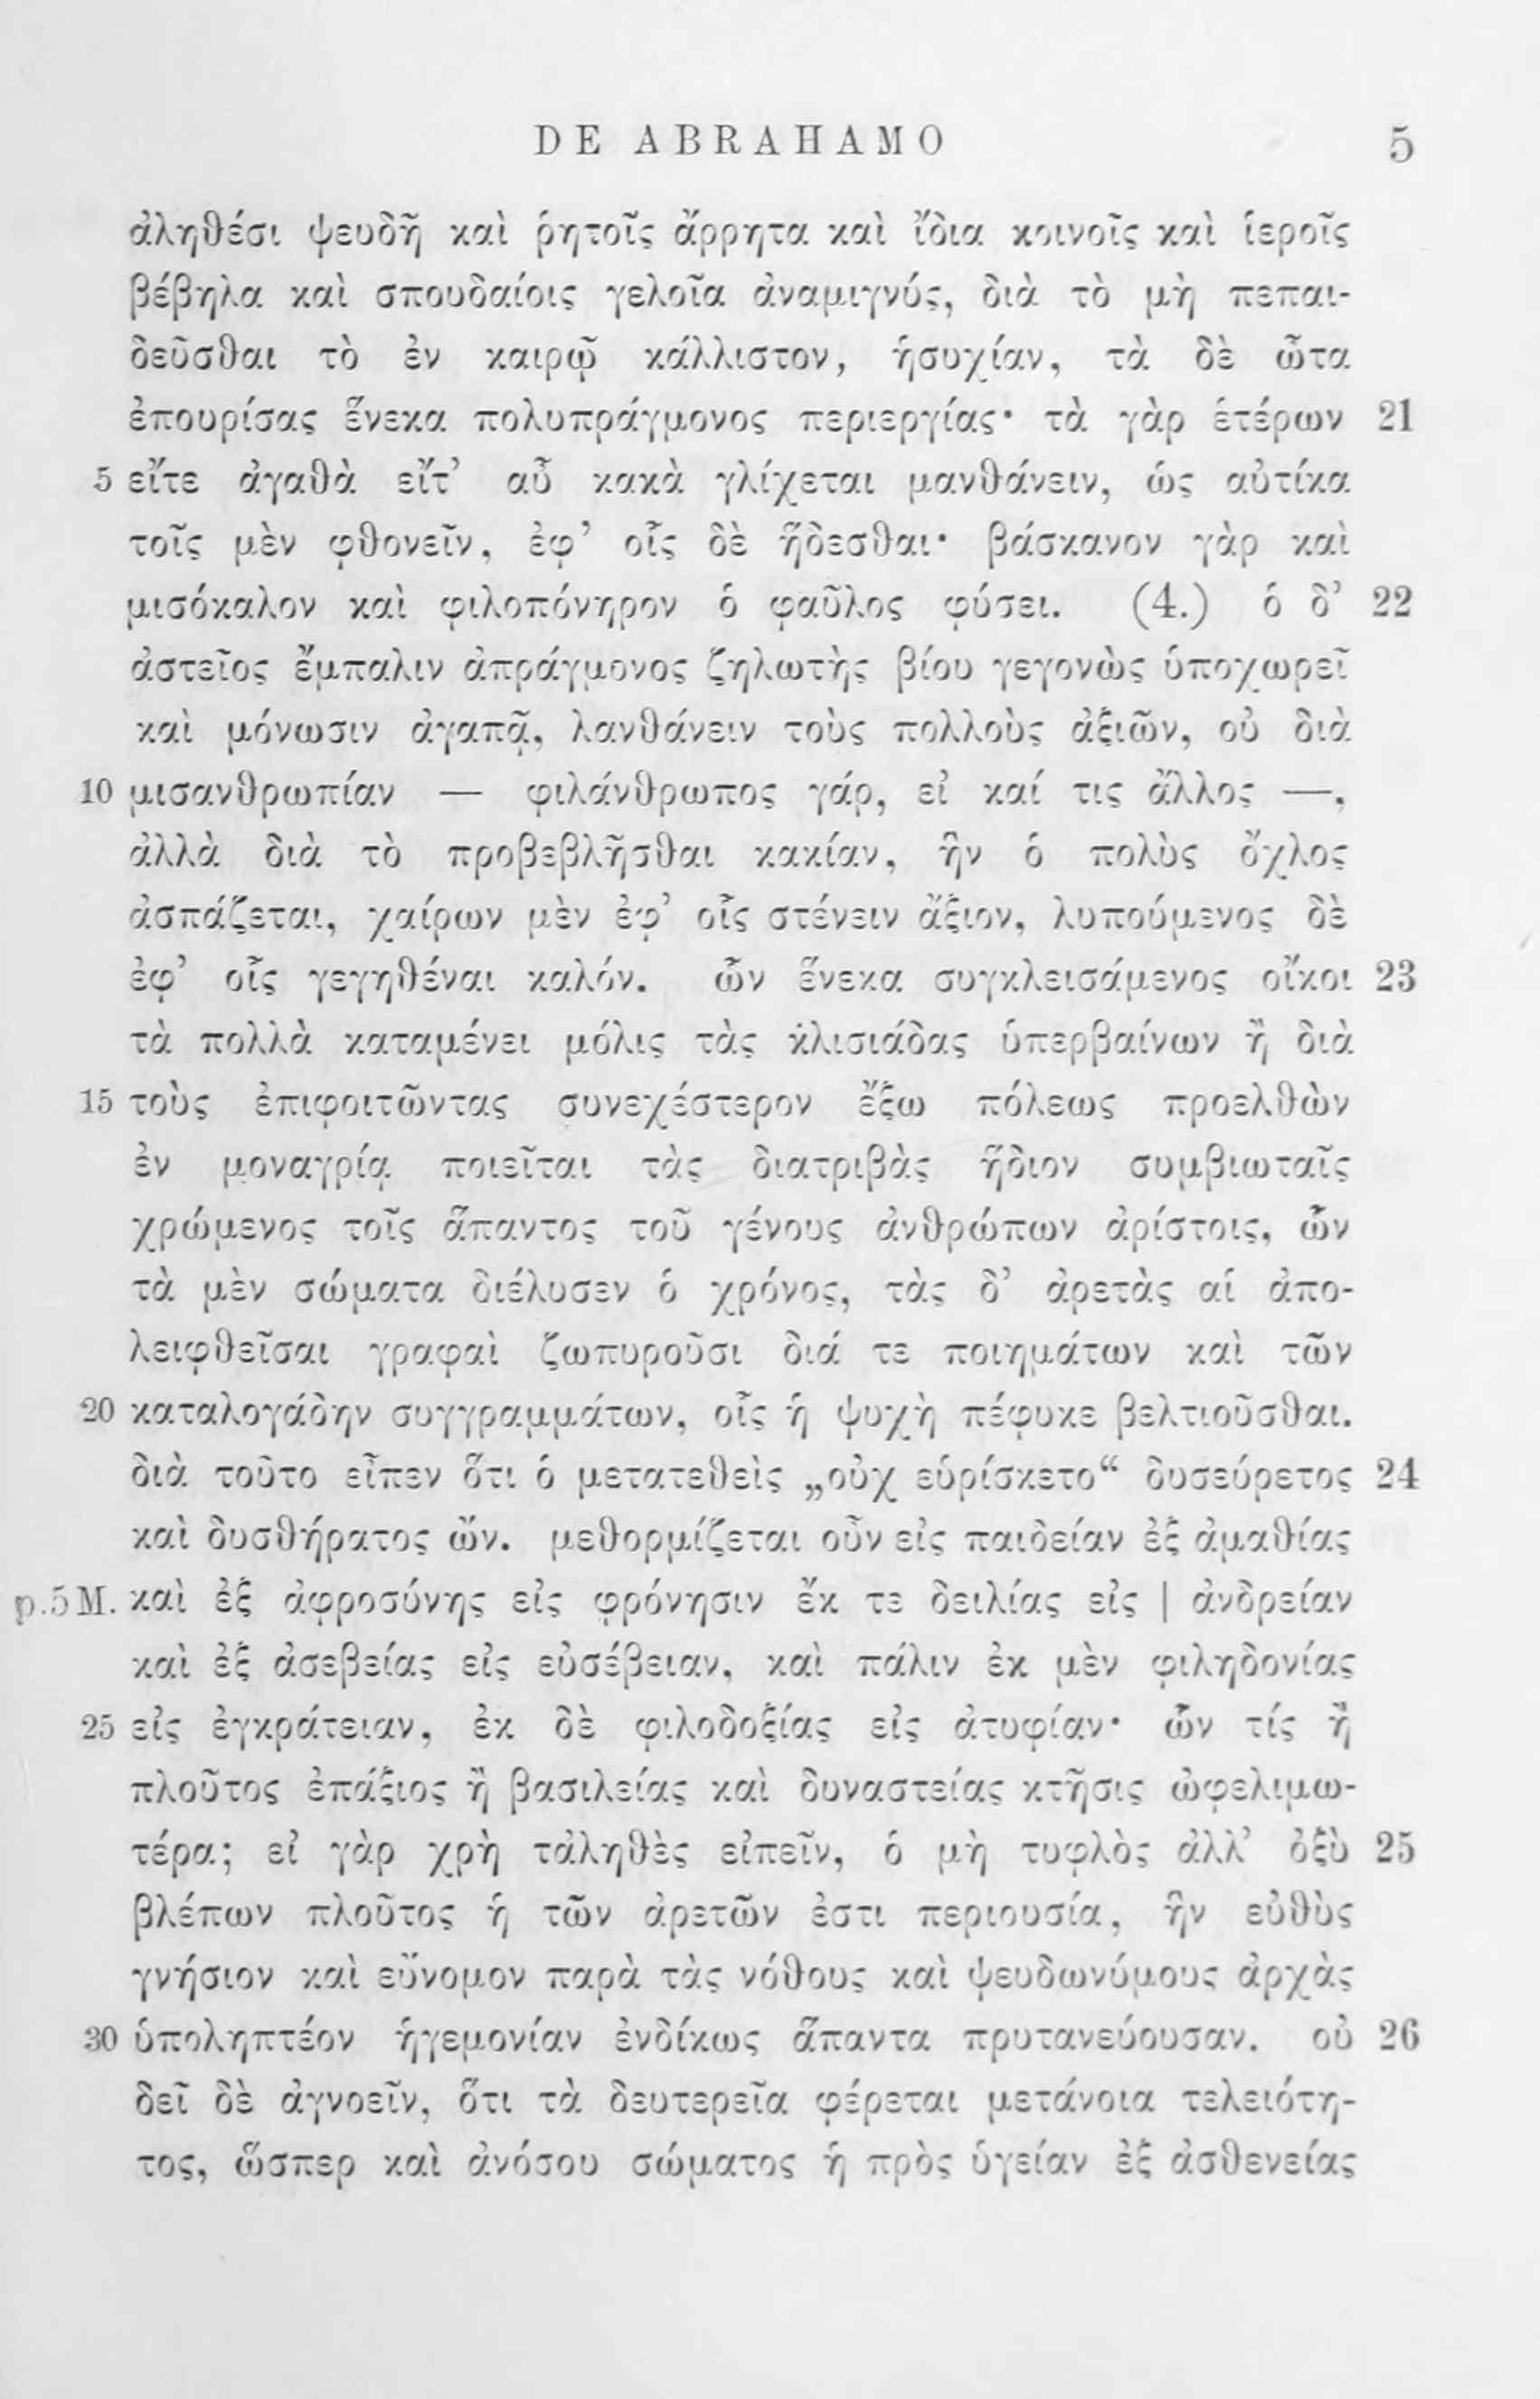 DE ABRAHAMO 5
ἀληθέσι ψευδῆ καὶ ῥητοῖς ἄρρητα καὶ ἴδια κοινοῖς καὶ ἱεροῖς
βέβηλα καὶ σπουδαίοις γελοῖα ἀναμιγνύς, διὰ τὸ μὴ πεπαι-
δεῦσθαι τὸ ἐν καιρῷ κάλλιστον, ἡσυχίαν, τὰ δὲ ὦτα
ἐπουρίσας ἕνεκα πολυπράγμονος περιεργίας· τὰ γὰρ ἑτέρων 21
5 εἴτε ἀγαθὰ εἴτ’ αὖ κακὰ γλίχεται μανθάνειν, ὡς αὐτίκα
τοῖς μὲν φθονεῖν, ἐφ’ οἷς δὲ ἥδεσθαι· βάσκανον γὰρ καὶ
μισόκαλον καὶ φιλοπόνηρον ὁ φαῦλος φύσει. (4.) ὁ δ’ 22
ἀστεῖος ἔμπαλιν ἀπράγμονος ζηλωτὴς βίου γεγονὼς ὑποχωρεῖ
καὶ μόνωσιν ἀγαπᾷ, λανθάνειν τοὺς πολλοὺς ἀξιῶν, οὐ διὰ
10 μισανθρωπίαν — φιλάνθρωπος γάρ, εἰ καί τις ἄλλος —,
ἀλλὰ διὰ τὸ προβεβλῆσθαι κακίαν, ἣν ὁ πολὺς ὄχλος
ἀσπάζεται, χαίρων μὲν ἐφ’ οἷς στένειν ἄξιον, λυπούμενος δὲ
ἐφ’ οἷς γεγηθέναι καλόν. ὧν ἕνεκα συγκλεισάμενος οἴκοι 23
τὰ πολλὰ καταμένει μόλις τὰς κλισιάδας ὑπερβαίνων ἢ διὰ
15 τοὺς ἐπιφοιτῶντας συνεχέστερον ἔξω πόλεως προελθὼν
ἐν μοναγρίᾳ ποιεῖται τὰς διατριβὰς ἥδιον συμβιωταῖς
χρώμενος τοῖς ἅπαντος τοῦ γένους ἀνθρώπων ἀρίστοις, ὧν
τὰ μὲν σώματα διέλυσεν ὁ χρόνος, τὰς δ’ ἀρετὰς αἱ ἀπο-
λειφθεῖσαι γραφαὶ ζωπυροῦσι διά τε ποιημάτων καὶ τῶν
20 καταλογάδην συγγραμμάτων, οἷς ἡ ψυχὴ πέφυκε βελτιοῦσθαι.
διὰ τοῦτο εἶπεν ὅτι ὁ μετατεθεὶς „οὐχ εὑρίσκετο“ δυσεύρετος 24
καὶ δυσθήρατος ὤν. μεθορμίζεται οὖν εἰς παιδείαν ἐξ ἀμαθίας
p.5 M. καὶ ἐξ ἀφροσύνης εἰς φρόνησιν ἔκ τε δειλίας εἰς | ἀνδρείαν
καὶ ἐξ ἀσεβείας εἰς εὐσέβειαν, καὶ πάλιν ἐκ μὲν φιληδονίας
25 εἰς ἐγκράτειαν, ἐκ δὲ φιλοδοξίας εἰς ἀτυφίαν· ὧν τίς ἢ
πλοῦτος ἐπάξιος ἢ βασιλείας καὶ δυναστείας κτῆσις ὠφελιμω-
τέρα; εἰ γὰρ χρὴ τἀληθὲς εἰπεῖν, ὁ μὴ τυφλὸς ἀλλ’ ὀξὺ 25
βλέπων πλοῦτος ἡ τῶν ἀρετῶν ἐστι περιουσία, ἣν εὐθὺς
γνήσιον καὶ εὔνομον παρὰ τὰς νόθους καὶ ψευδωνύμους ἀρχὰς
30 ὑποληπτέον ἡγεμονίαν ἐνδίκως ἅπαντα πρυτανεύουσαν. οὐ 26
δεῖ δὲ ἀγνοεῖν, ὅτι τὰ δευτερεῖα φέρεται μετάνοια τελειότη-
τος, ὥσπερ καὶ ἀνόσου σώματος ἡ πρὸς ὑγείαν ἐξ ἀσθενείας